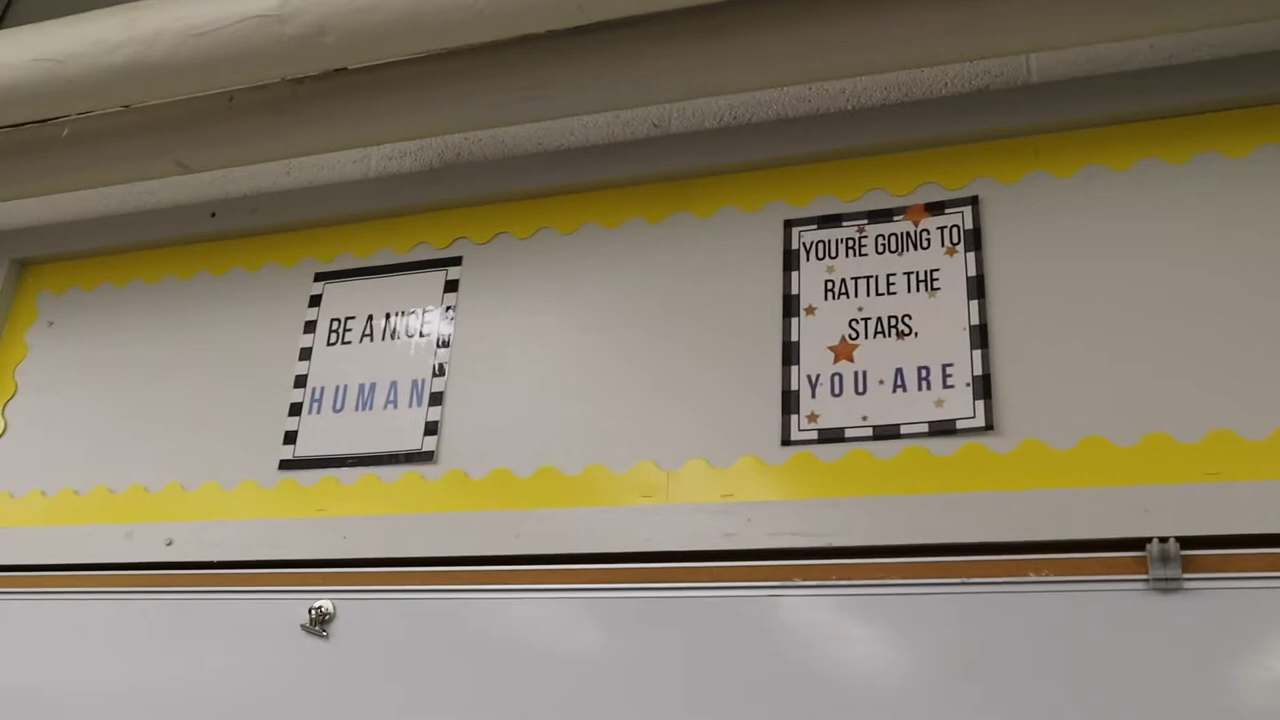 BE A NICE
HUMAN
YOU'RE GOING TO
RATTLE THE
STARS,
YOU ARE.